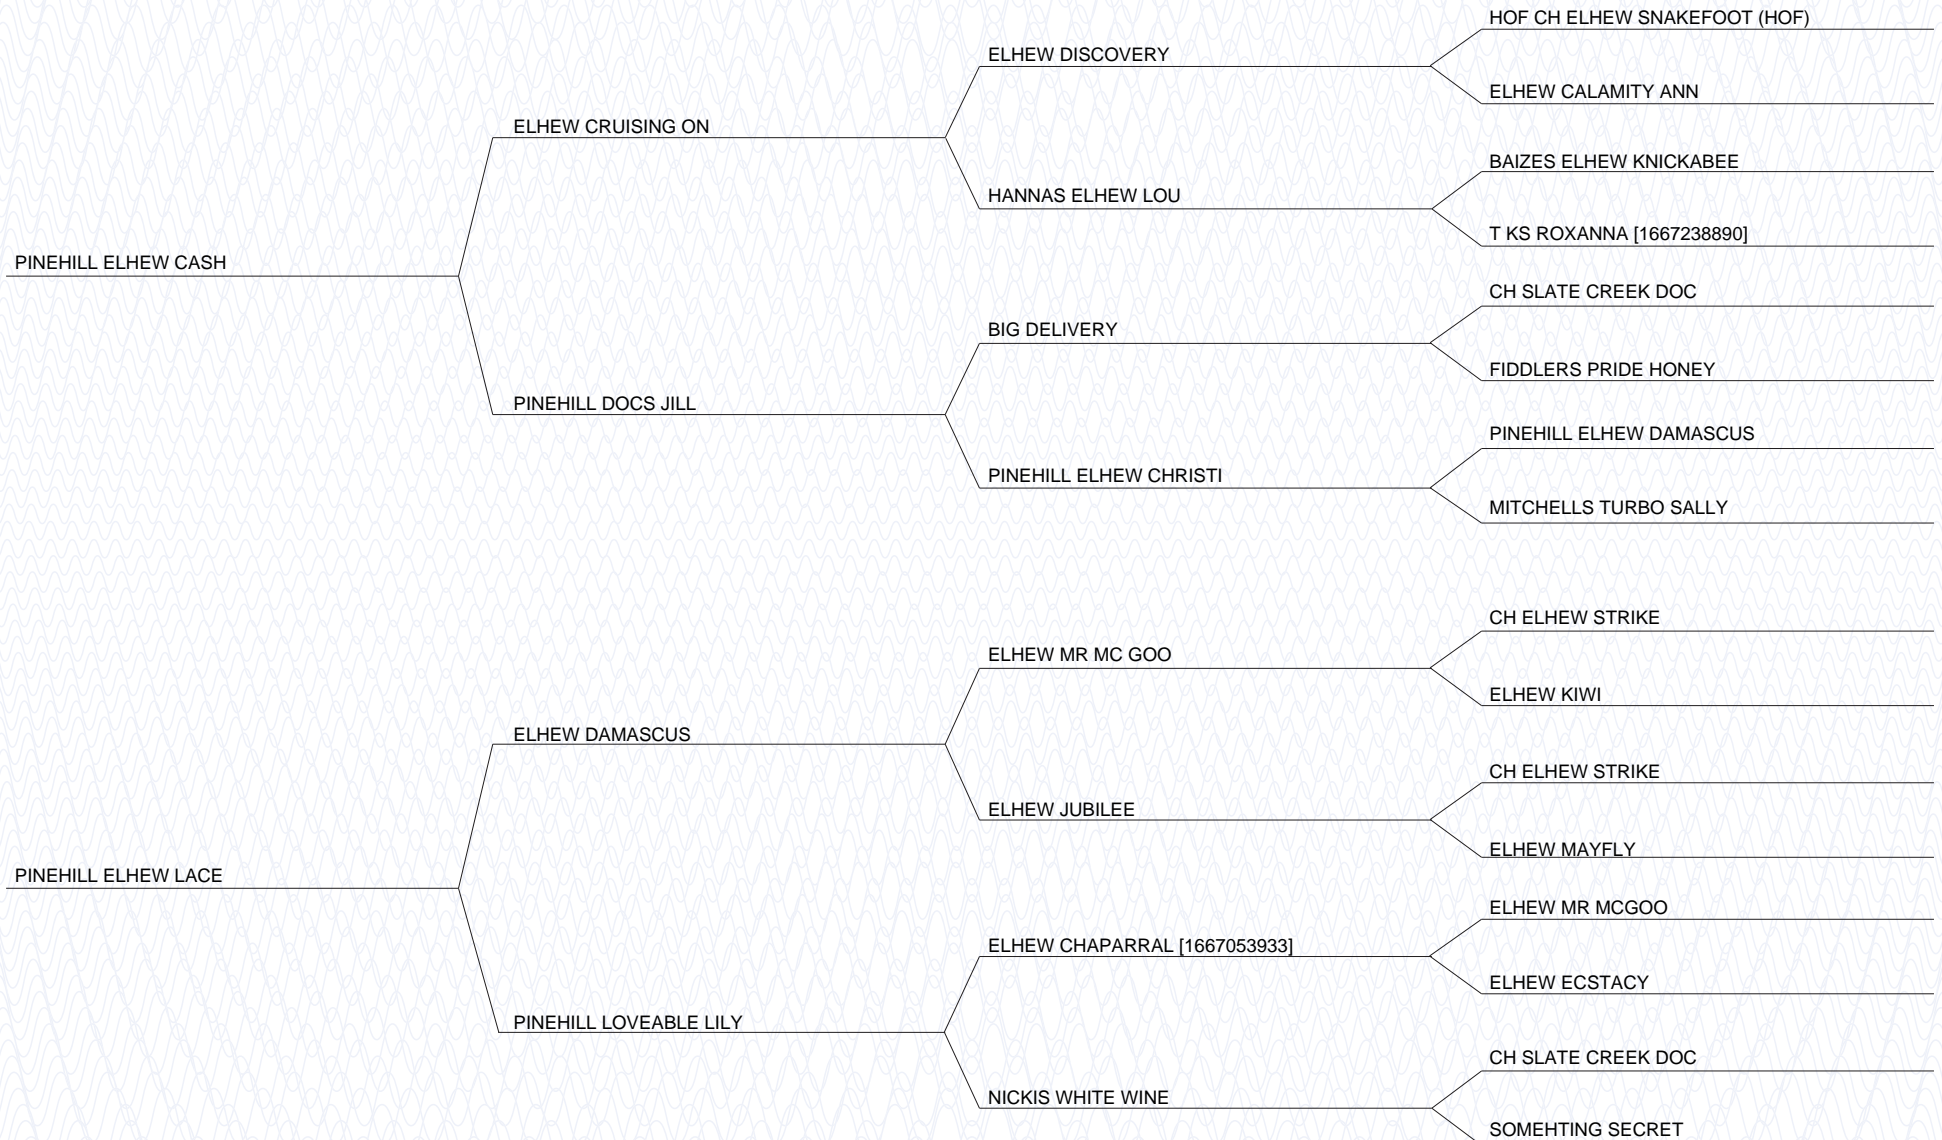 HOF CH ELHEW SNAKEFOOT (HOF)
ELHEW DISCOVERY
ELHEW CALAMITY ANN
ELHEW CRUISING ON
BAIZES ELHEW KNICKABEE
HANNAS ELHEW LOU
T KS ROXANNA [1667238890]
PINEHILL ELHEW CASH
CH SLATE CREEK DOC
BIG DELIVERY
FIDDLERS PRIDE HONEY
PINEHILL DOCS JILL
PINEHILL ELHEW DAMASCUS
PINEHILL ELHEW CHRISTI
MITCHELLS TURBO SALLY
CH ELHEW STRIKE
ELHEW MR MC GOO
ELHEW KIWI
ELHEW DAMASCUS
CH ELHEW STRIKE
ELHEW JUBILEE
ELHEW MAYFLY
PINEHILL ELHEW LACE
ELHEW MR MCGOO
ELHEW CHAPARRAL [1667053933]
ELHEW ECSTACY
PINEHILL LOVEABLE LILY
CH SLATE CREEK DOC
NICKIS WHITE WINE
SOMEHTING SECRET